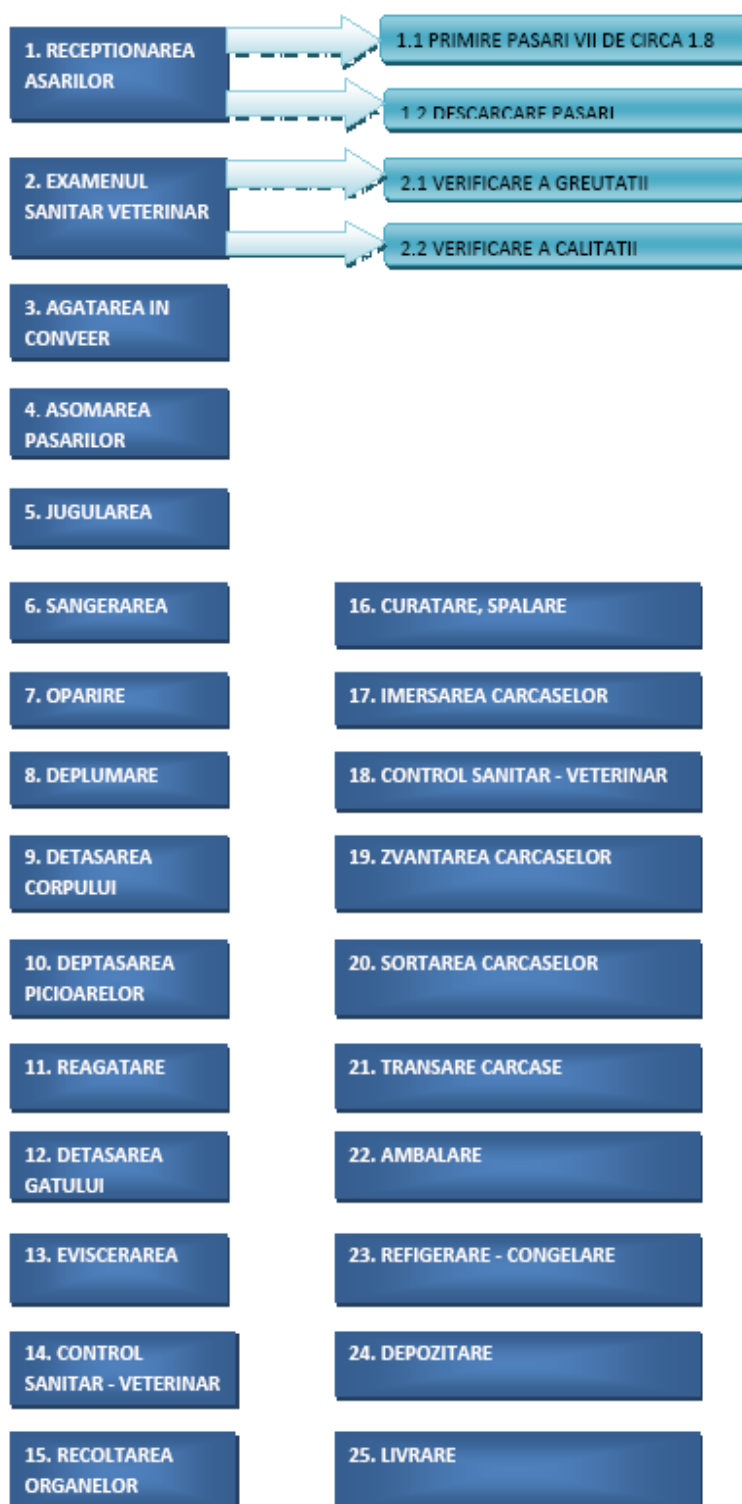 1. RECEPTIONAREA
ASARILOR
1.1 PRIMIRE PASARI VII DE CIRCA 1.8
1.2 DESCARCARE PASARI
2. EXAMENUL
SANITAR VETERINAR
2.1 VERIFICARE A GREUTATII
2.2 VERIFICARE A CALITATII
3. AGATAREA IN
CONVEER
4. ASOMAREA
PASARILOR
5. JUGULAREA
6. SANGERAREA
7. OPARIRE
8. DEPLUMARE
9. DETASAREA
CORPULUI
10. DEPTASAREA
PICIOARELOR
11. REAGATARE
12. DETASAREA
GATULUI
13. EVISCERAREA
14. CONTROL
SANITAR - VETERINAR
15. RECOLTAREA
ORGANELOR
16. CURATARE, SPALARE
17. IMERSAREA CARCASELOR
18. CONTROL SANITAR - VETERINAR
19. ZVANTAREA CARCASELOR
20. SORTAREA CARCASELOR
21. TRANSARE CARCASE
22. AMBALARE
23. REFIGERARE - CONGELARE
24. DEPOZITARE
25. LIVRARE